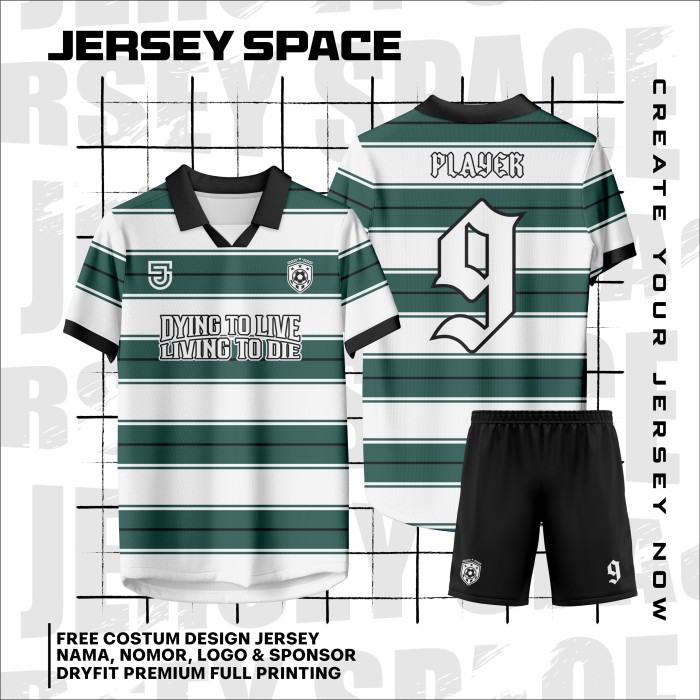 JERSEY SPACE
CREATE YOUR JERSEY NOW
PLAYER
9
DYING TO LIVE
LIVING TO DIE
9
FREE COSTUM DESIGN JERSEY
NAMA, NOMOR, LOGO & SPONSOR
DRYFIT PREMIUM FULL PRINTING